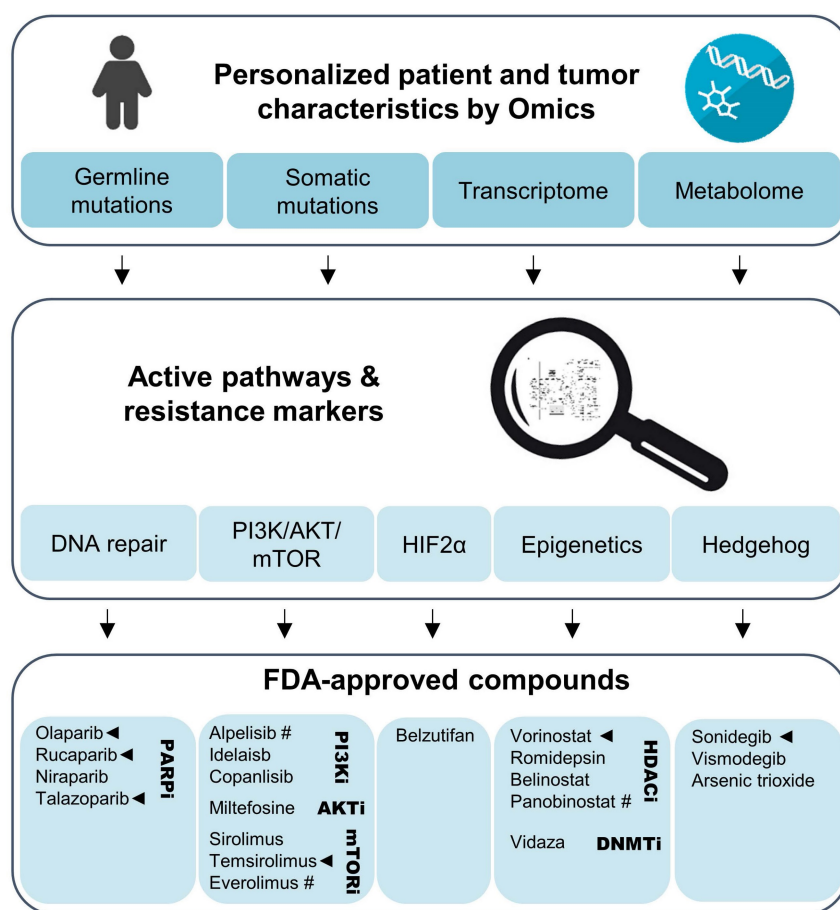 Personalized patient and tumor
characteristics by Omics
Germline
mutations
Somatic
mutations
Transcriptome
Metabolome
Active pathways &
resistance markers
DNA repair
PI3K/AKT/
mTOR
HIF2α
Epigenetics
Hedgehog
FDA-approved compounds
Olaparib◄
Rucaparib◄
Niraparib
Talazoparib◄
PARPi
Alpelisib #
Idelaisb
Copanlisib
PI3Ki
Miltefosine AKTi
Sirolimus
Temsirolimus◄
Everolimus #
mTORi
Belzutifan
Vorinostat ◄
Romidepsin
Belinostat
Panobinostat #
HDACi
Vidaza DNMTi
Sonidegib ◄
Vismodegib
Arsenic trioxide